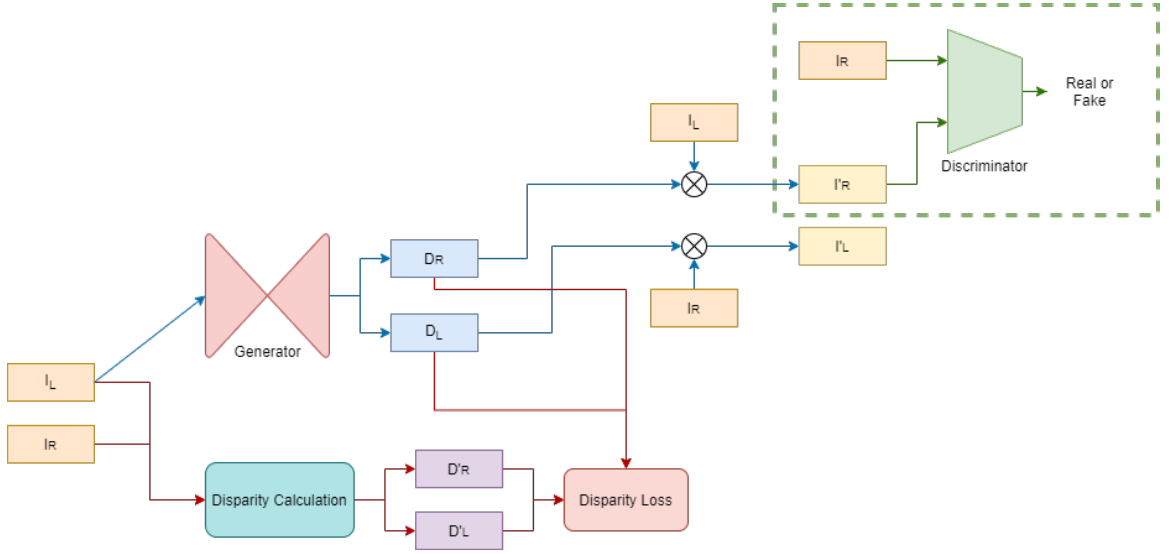 IR
Real or
Fake
IL
Discriminator
I'R
DR
I'L
IR
DL
Generator
IL
IR
D'R
Disparity Calculation
Disparity Loss
D'L